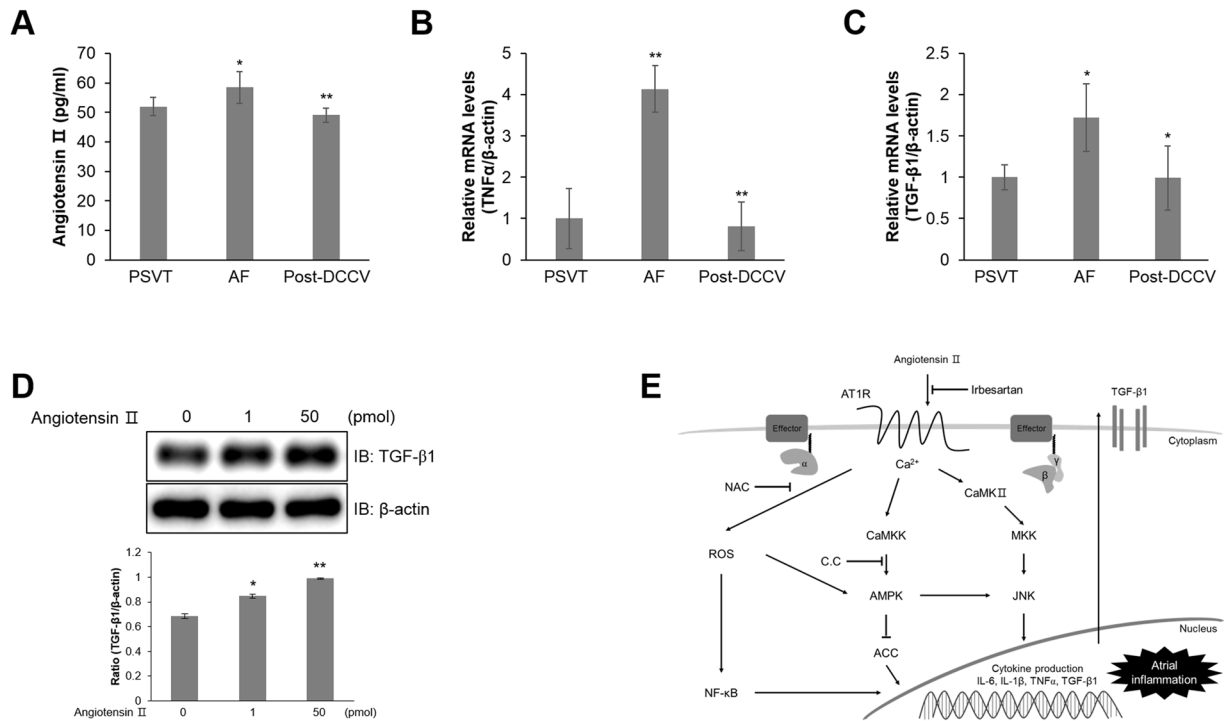 A
Angiotensin Ⅱ (pg/ml)
70
60
50
40
30
20
10
0
*
**
PSVT
AF
Post-DCCV
B
Relative mRNA levels
(TNFα/β-actin)
5
4
3
2
1
0
**
**
PSVT
AF
Post-DCCV
C
Relative mRNA levels
(TGF-β1/β-actin)
2.5
2
1.5
1
0.5
0
*
*
PSVT
AF
Post-DCCV
D
Angiotensin Ⅱ 0 1 50 (pmol)
IB: TGF-β1
IB: β-actin
Ratio (TGF-β1/β-actin)
1.2
1
0.8
0.6
0.4
0.2
0
*
**
Angiotensin Ⅱ 0 1 50 (pmol)
E
Angiotensin Ⅱ
AT1R
Irbesartan
TGF-β1
Effector
Effector
Cytoplasm
α
β
γ
Ca2+
NAC
CaMKⅡ
ROS
CaMKK
MKK
C.C
AMPK
JNK
Nucleus
ACC
Cytokine production
IL-6, IL-1β, TNFα, TGF-β1
Atrial
inflammation
NF-κB